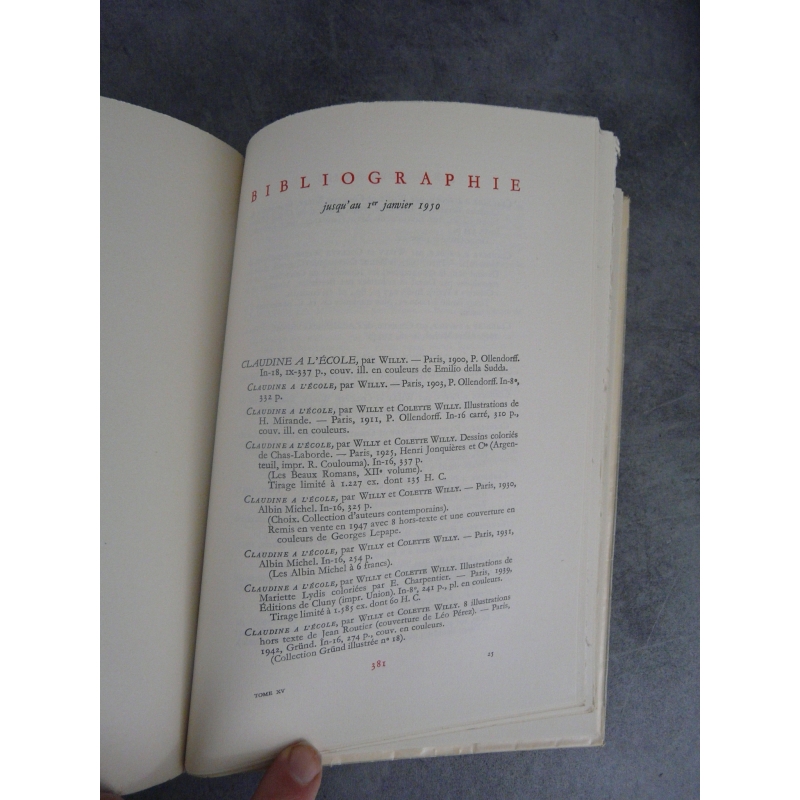 BIBLIOGRAPHIE
jusqu'au 1er janvier 1950
CLAUDINE A L'ÉCOLE, par WILLY. — Paris, 1900, P. Ollendorff.
In-18, IX-337 p., couv. ill. en couleurs de Emilio della Sudda.
CLAUDINE A L'ÉCOLE, par WILLY. — Paris, 1903, P. Ollendorff. In-8°,
332 p.
CLAUDINE A L'ÉCOLE, par WILLY et COLETTE WILLY. Illustrations de
H. Mirande. — Paris, 1911, P. Ollendorff. In-16 carré, 310 p.,
couv. ill. en couleurs.
CLAUDINE A L'ÉCOLE, par WILLY et COLETTE WILLY. Dessins coloriés
de Chas-Laborde. — Paris, 1925, Henri Jonquières et Cie (Argen-
teuil, impr. R. Coulouma). In-16, 337 p.
(Les Beaux Romans, XIIe volume).
Tirage limité à 1.227 ex. dont 135 H. C.
CLAUDINE A L'ÉCOLE, par WILLY et COLETTE WILLY. — Paris, 1930,
Albin Michel. In-16, 325 p.
(Choix. Collection d'auteurs contemporains).
Remis en vente en 1947 avec 8 hors-texte et une couverture en
couleurs de Georges Lepape.
CLAUDINE A L'ÉCOLE, par WILLY et COLETTE WILLY. — Paris, 1931,
Albin Michel. In-16, 254 p.
(Les Albin Michel à 6 francs).
CLAUDINE A L'ÉCOLE, par WILLY et COLETTE WILLY. Illustrations de
Mariette Lydis coloriées par E. Charpentier. — Paris, 1939,
Éditions de Cluny (impr. Union). In-8°, 241 p., pl. en couleurs.
Tirage limité à 1.585 ex. dont 60 H. C.
CLAUDINE A L'ÉCOLE, par WILLY et COLETTE WILLY. 8 illustrations
hors texte de Jean Routier (couverture de Léo Pérez). — Paris,
1942, Gründ. In-16, 274 p., couv. en couleurs.
(Collection Gründ illustrée n° 18).
381
TOME XV
25